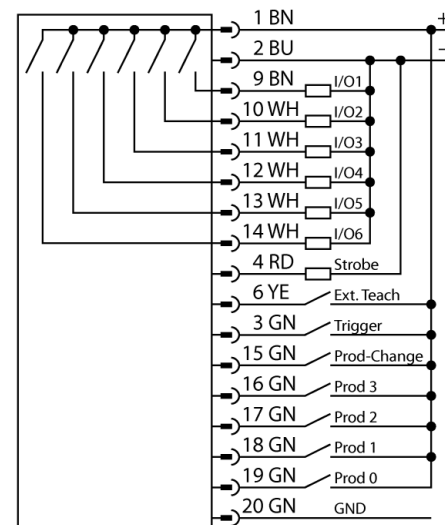 1 BN +
2 BU −
9 BN I/O1
10 WH I/O2
11 WH I/O3
12 WH I/O4
13 WH I/O5
14 WH I/O6
4 RD Strobe
6 YE Ext. Teach
3 GN Trigger
15 GN Prod-Change
16 GN Prod 3
17 GN Prod 2
18 GN Prod 1
19 GN Prod 0
20 GN GND